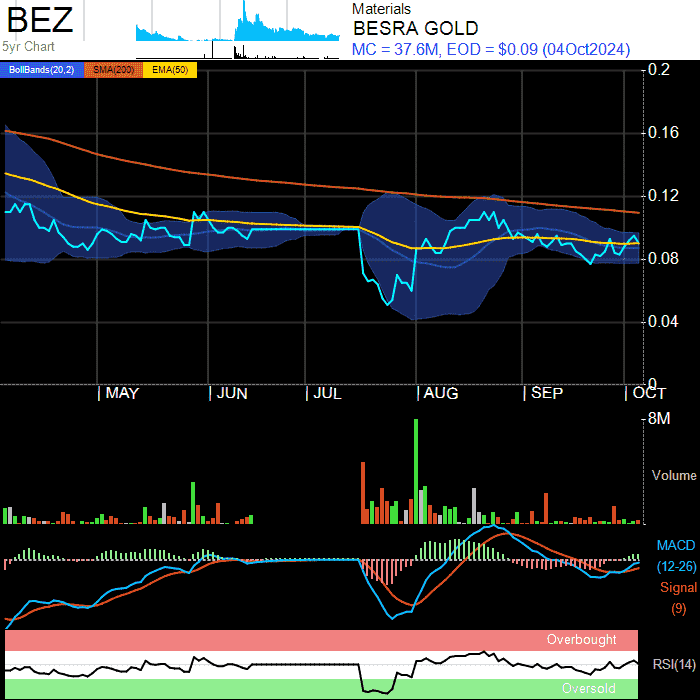 BEZ
5yr Chart
Materials
BESRA GOLD
MC = 37.6M, EOD = $0.09 (04Oct2024)
BollBands(20,2) SMA(200) EMA(50)
0.2
0.16
0.12
0.08
0.04
0
MAY JUN JUL AUG SEP OCT
8M
Volume
MACD
(12-26)
Signal
(9)
Overbought
RSI(14)
Oversold